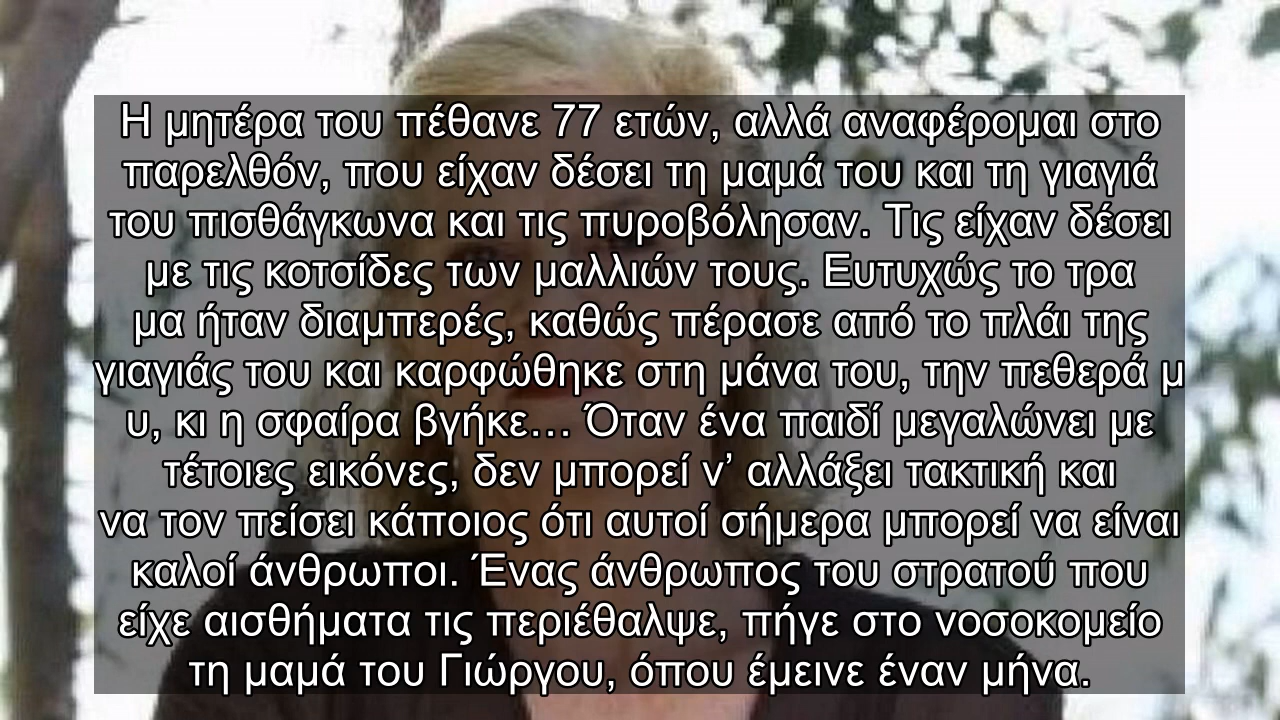 Η μητέρα του πέθανε 77 ετών, αλλά αναφέρομαι στο
παρελθόν, που είχαν δέσει τη μαμά του και τη γιαγιά
του πισθάγκωνα και τις πυροβόλησαν. Τις είχαν δέσει
με τις κοτσίδες των μαλλιών τους. Ευτυχώς το τρα
μα ήταν διαμπερές, καθώς πέρασε από το πλάι της
γιαγιάς του και καρφώθηκε στη μάνα του, την πεθερά μ
υ, κι η σφαίρα βγήκε… Όταν ένα παιδί μεγαλώνει με
τέτοιες εικόνες, δεν μπορεί ν’ αλλάξει τακτική και
να τον πείσει κάποιος ότι αυτοί σήμερα μπορεί να είναι
καλοί άνθρωποι. Ένας άνθρωπος του στρατού που
είχε αισθήματα τις περιέθαλψε, πήγε στο νοσοκομείο
τη μαμά του Γιώργου, όπου έμεινε έναν μήνα.